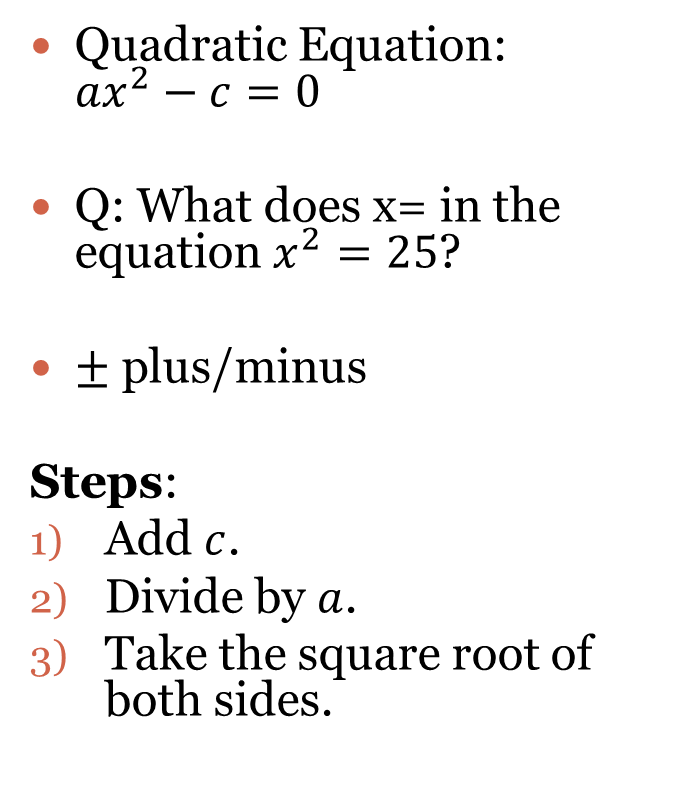 • Quadratic Equation:
ax² − c = 0
• Q: What does x= in the
equation x² = 25?
• ± plus/minus
Steps:
1) Add c.
2) Divide by a.
3) Take the square root of
both sides.